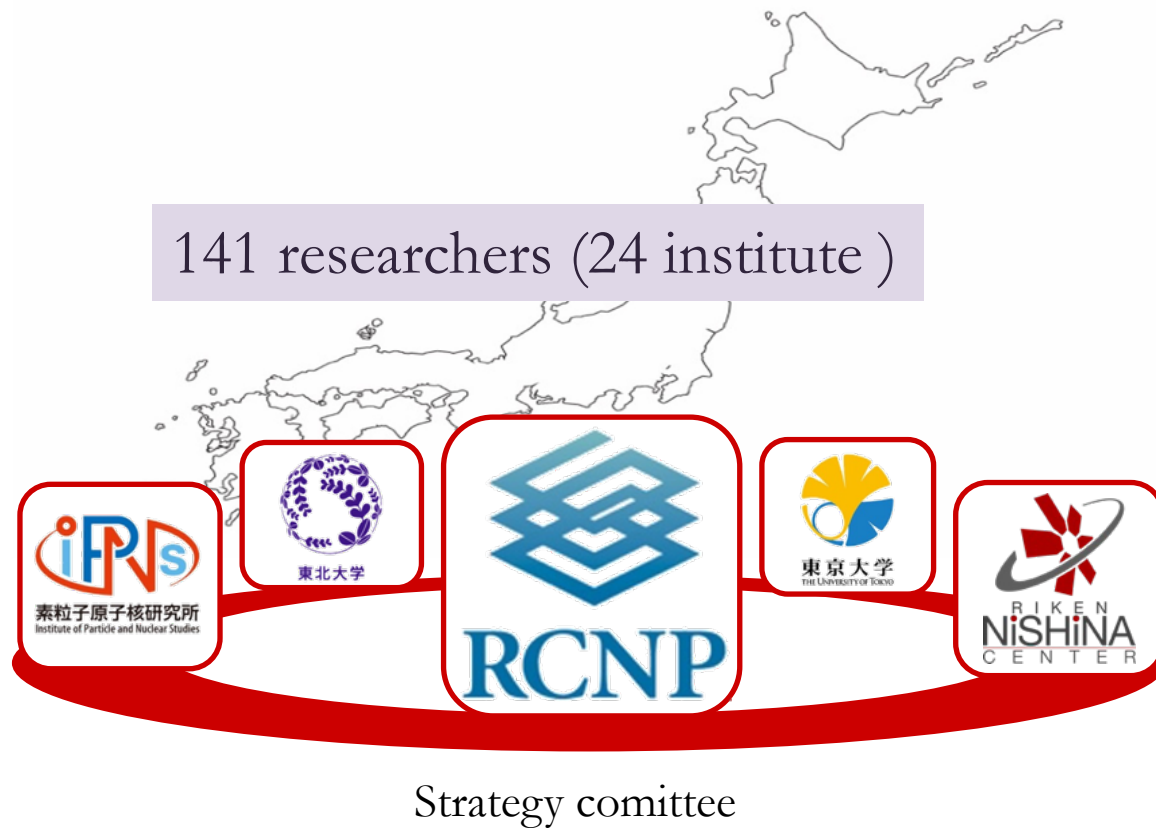 141 researchers (24 institute )
iPNs
素粒子原子核研究所
Institute of Particle and Nuclear Studies
東北大学
RCNP
東京大学
THE UNIVERSITY OF TOKYO
RIKEN
NiSHiNA
CENTER
Strategy comittee